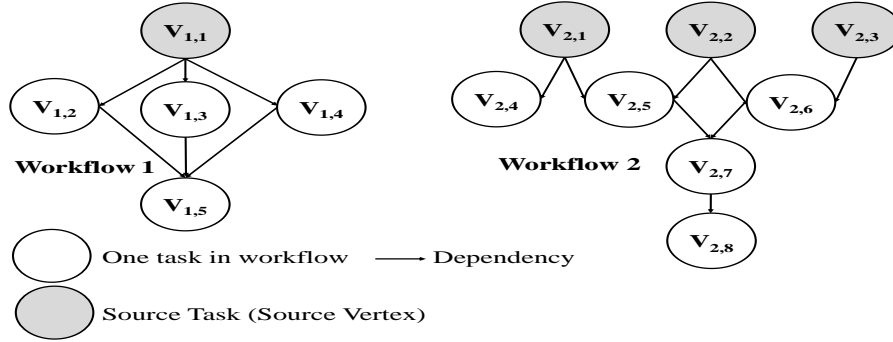 V1,1
V2,1 V2,2 V2,3
V1,2 V1,3 V1,4
V2,4 V2,5 V2,6
Workflow 1
Workflow 2
V2,7
V1,5
V2,8
One task in workflow
Dependency
Source Task (Source Vertex)